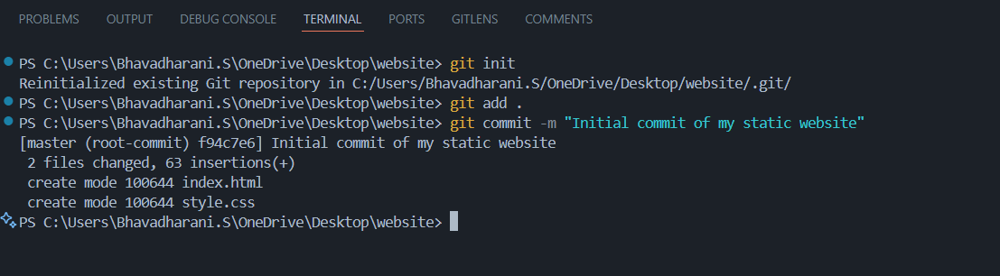 PROBLEMS OUTPUT DEBUG CONSOLE TERMINAL PORTS GITLENS COMMENTS
PS C:\Users\Bhavadharani.S\OneDrive\Desktop\website> git init
Reinitialized existing Git repository in C:/Users/Bhavadharani.S/OneDrive/Desktop/website/.git/
PS C:\Users\Bhavadharani.S\OneDrive\Desktop\website> git add .
PS C:\Users\Bhavadharani.S\OneDrive\Desktop\website> git commit -m "Initial commit of my static website"
[master (root-commit) f94c7e6] Initial commit of my static website
 2 files changed, 63 insertions(+)
 create mode 100644 index.html
 create mode 100644 style.css
PS C:\Users\Bhavadharani.S\OneDrive\Desktop\website>